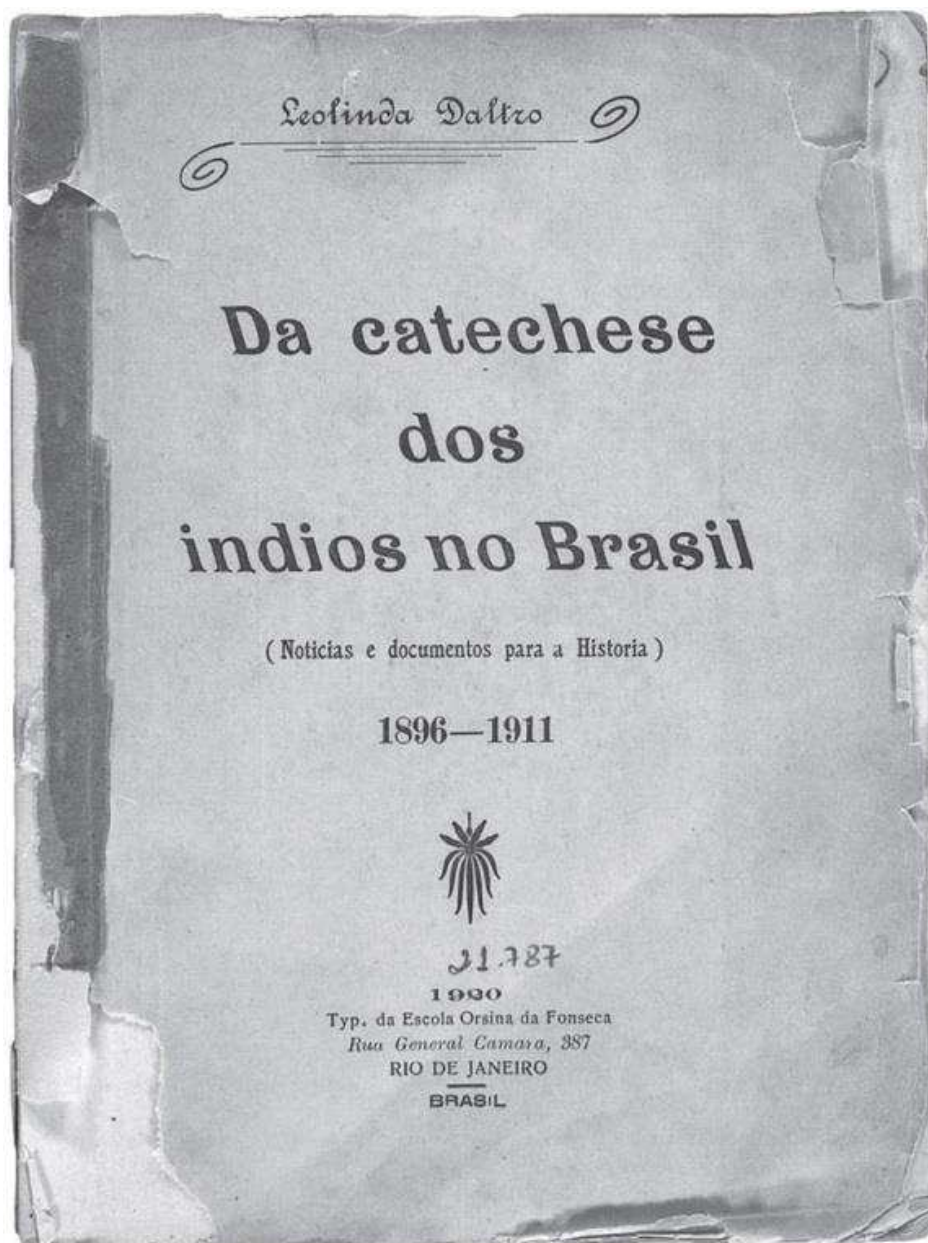 Leolinda Daltro
Da catechese
dos
indios no Brasil
( Noticias e documentos para a Historia )
1896—1911
21.787
1920
Typ. da Escola Orsina da Fonseca
Rua General Camara, 387
RIO DE JANEIRO
BRASIL